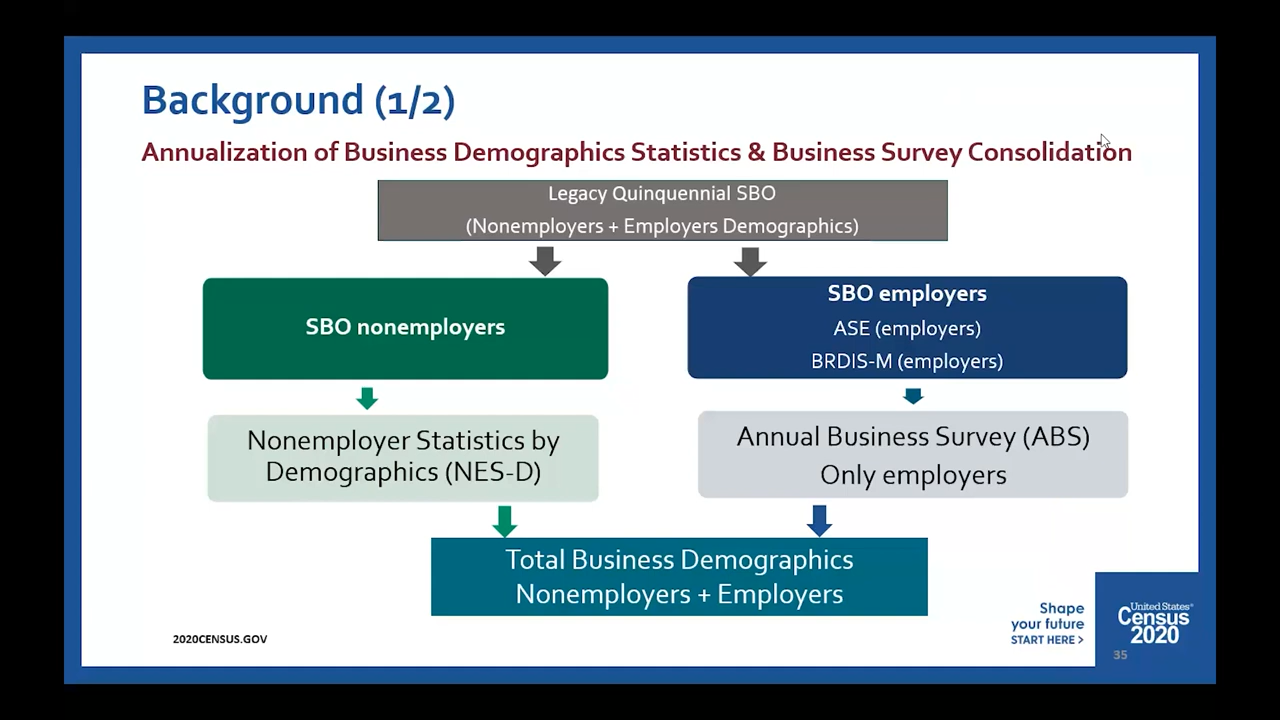 Background (1/2)
Annualization of Business Demographics Statistics & Business Survey Consolidation
Legacy Quinquennial SBO
(Nonemployers + Employers Demographics)
SBO nonemployers
SBO employers
ASE (employers)
BRDIS-M (employers)
Nonemployer Statistics by
Demographics (NES-D)
Annual Business Survey (ABS)
Only employers
Total Business Demographics
Nonemployers + Employers
2020CENSUS.GOV
Shape
your future
START HERE >
United States®
Census
2020
35